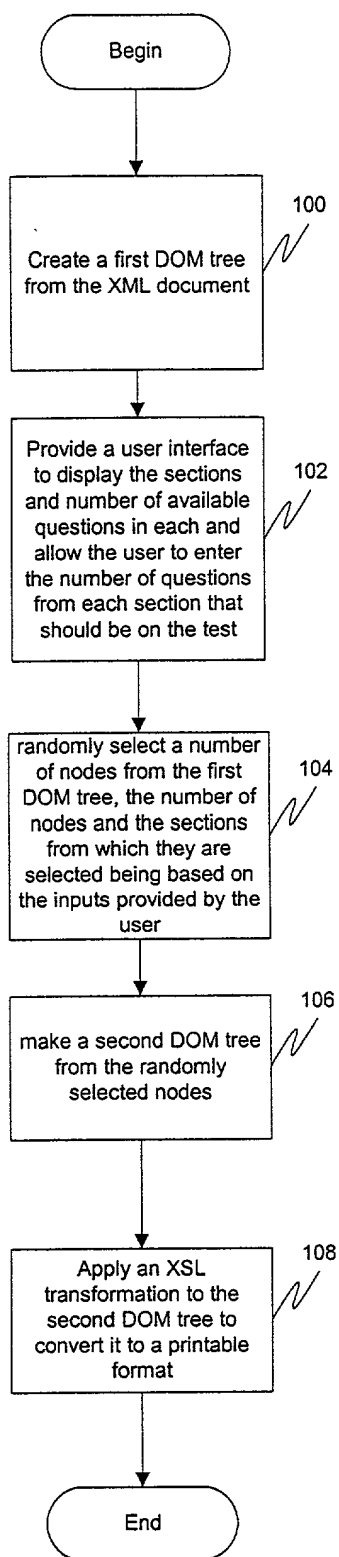 Begin
100
Create a first DOM tree
from the XML document
102
Provide a user interface
to display the sections
and number of available
questions in each and
allow the user to enter
the number of questions
from each section that
should be on the test
104
randomly select a number
of nodes from the first
DOM tree, the number of
nodes and the sections
from which they are
selected being based on
the inputs provided by the
user
106
make a second DOM tree
from the randomly
selected nodes
108
Apply an XSL
transformation to the
second DOM tree to
convert it to a printable
format
End